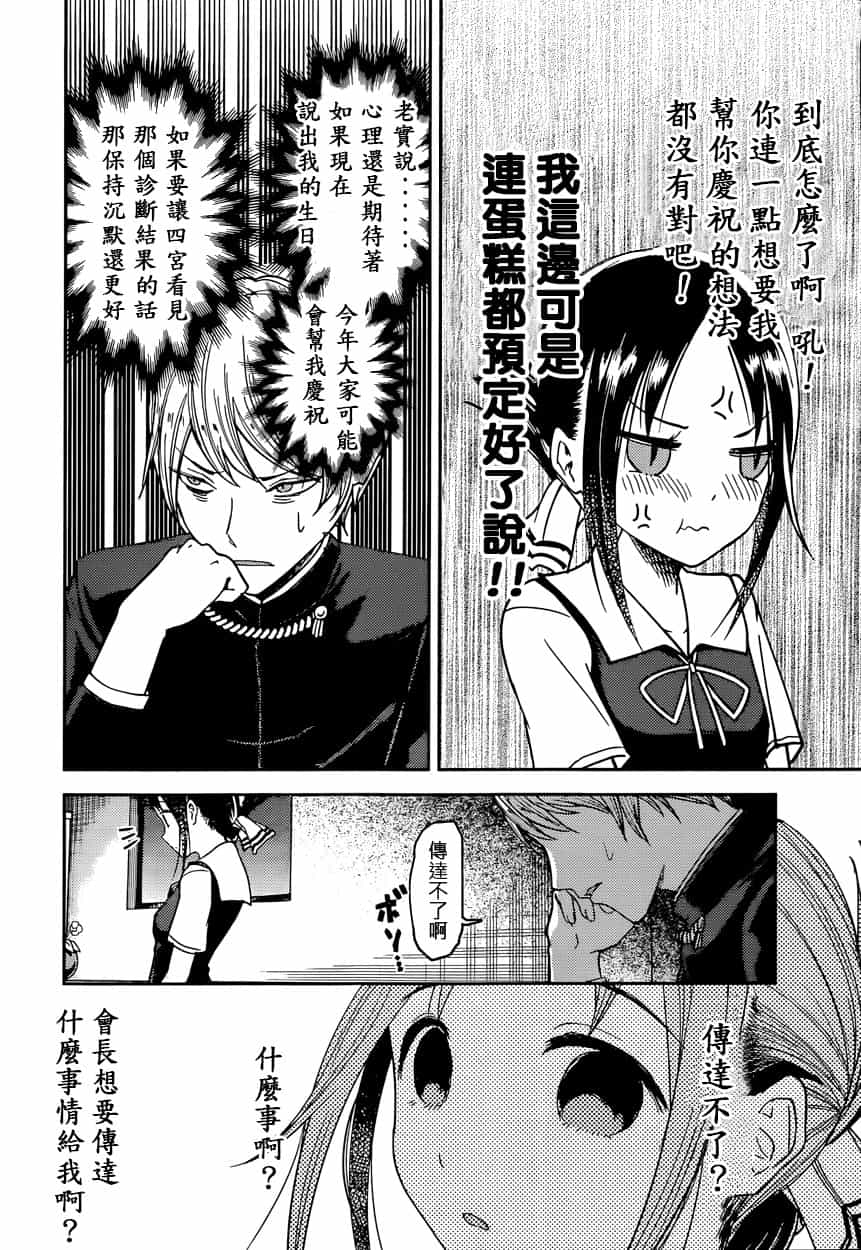 到底怎麼了啊 吼！
你連一點想要我
幫你慶祝的想法
都沒有對吧！
我這邊可是
連蛋糕都預定好了說！！
老實說．．．．．．
心理還是期待著
如果現在
說出我的生日
今年大家可能
會幫我慶祝
如果要讓四宮看見
那個診斷結果的話
那保持沉默還更好
傳達不了啊
ボソ…
傳達不了？
什麼事啊？
會長想要傳達
什麼事情給我啊？